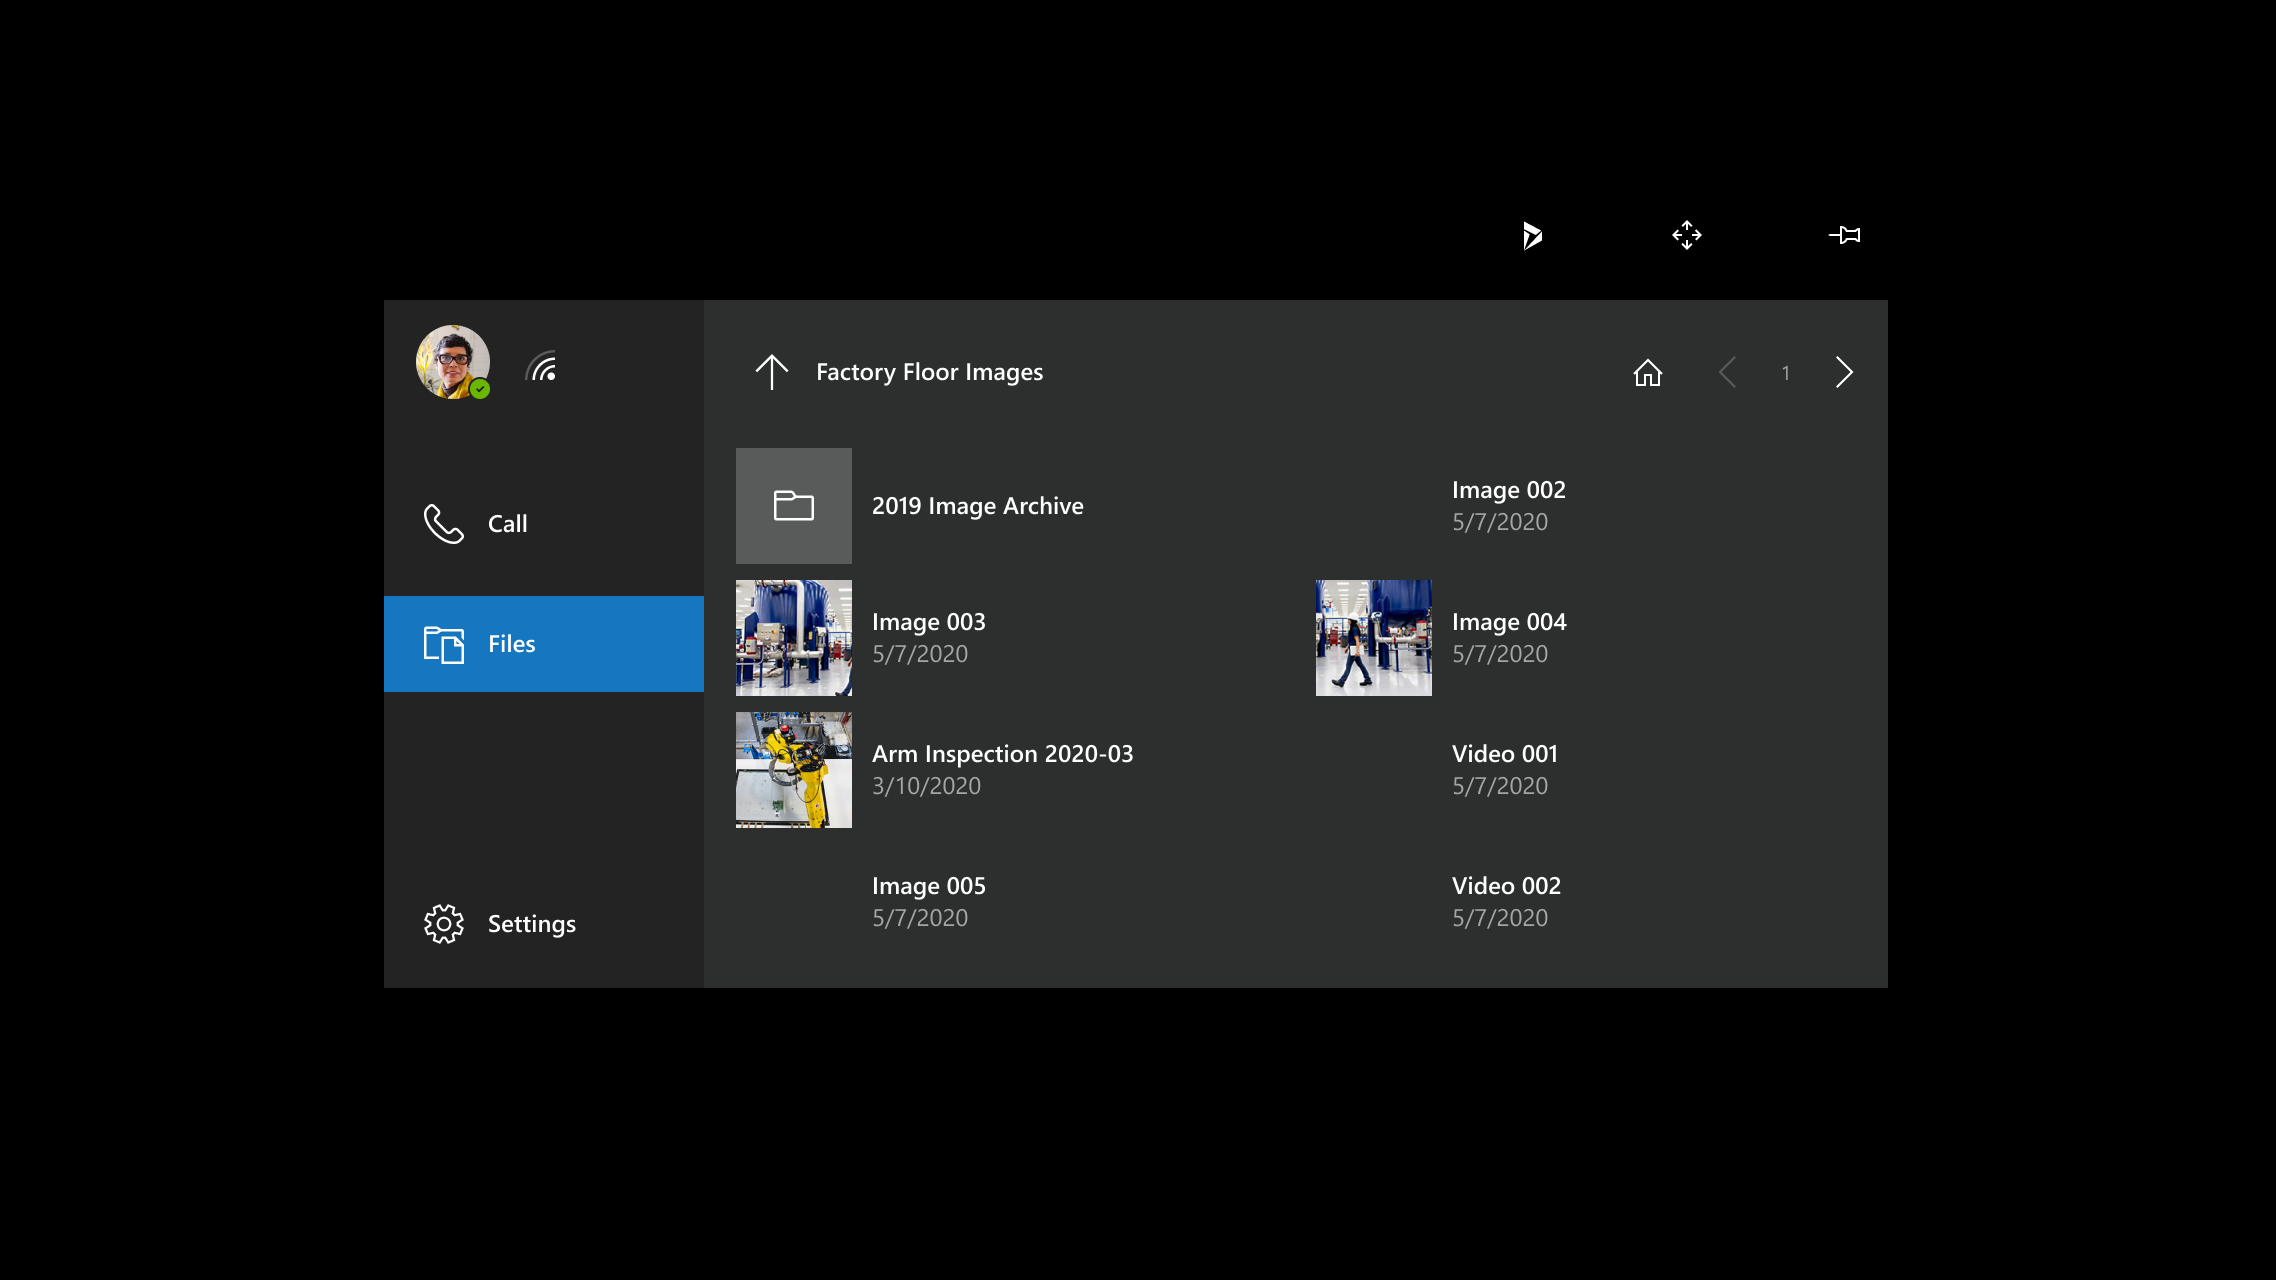 Factory Floor Images
1
Call
Files
Settings
2019 Image Archive
Image 002
5/7/2020
Image 003
5/7/2020
Image 004
5/7/2020
Arm Inspection 2020-03
3/10/2020
Video 001
5/7/2020
Image 005
5/7/2020
Video 002
5/7/2020